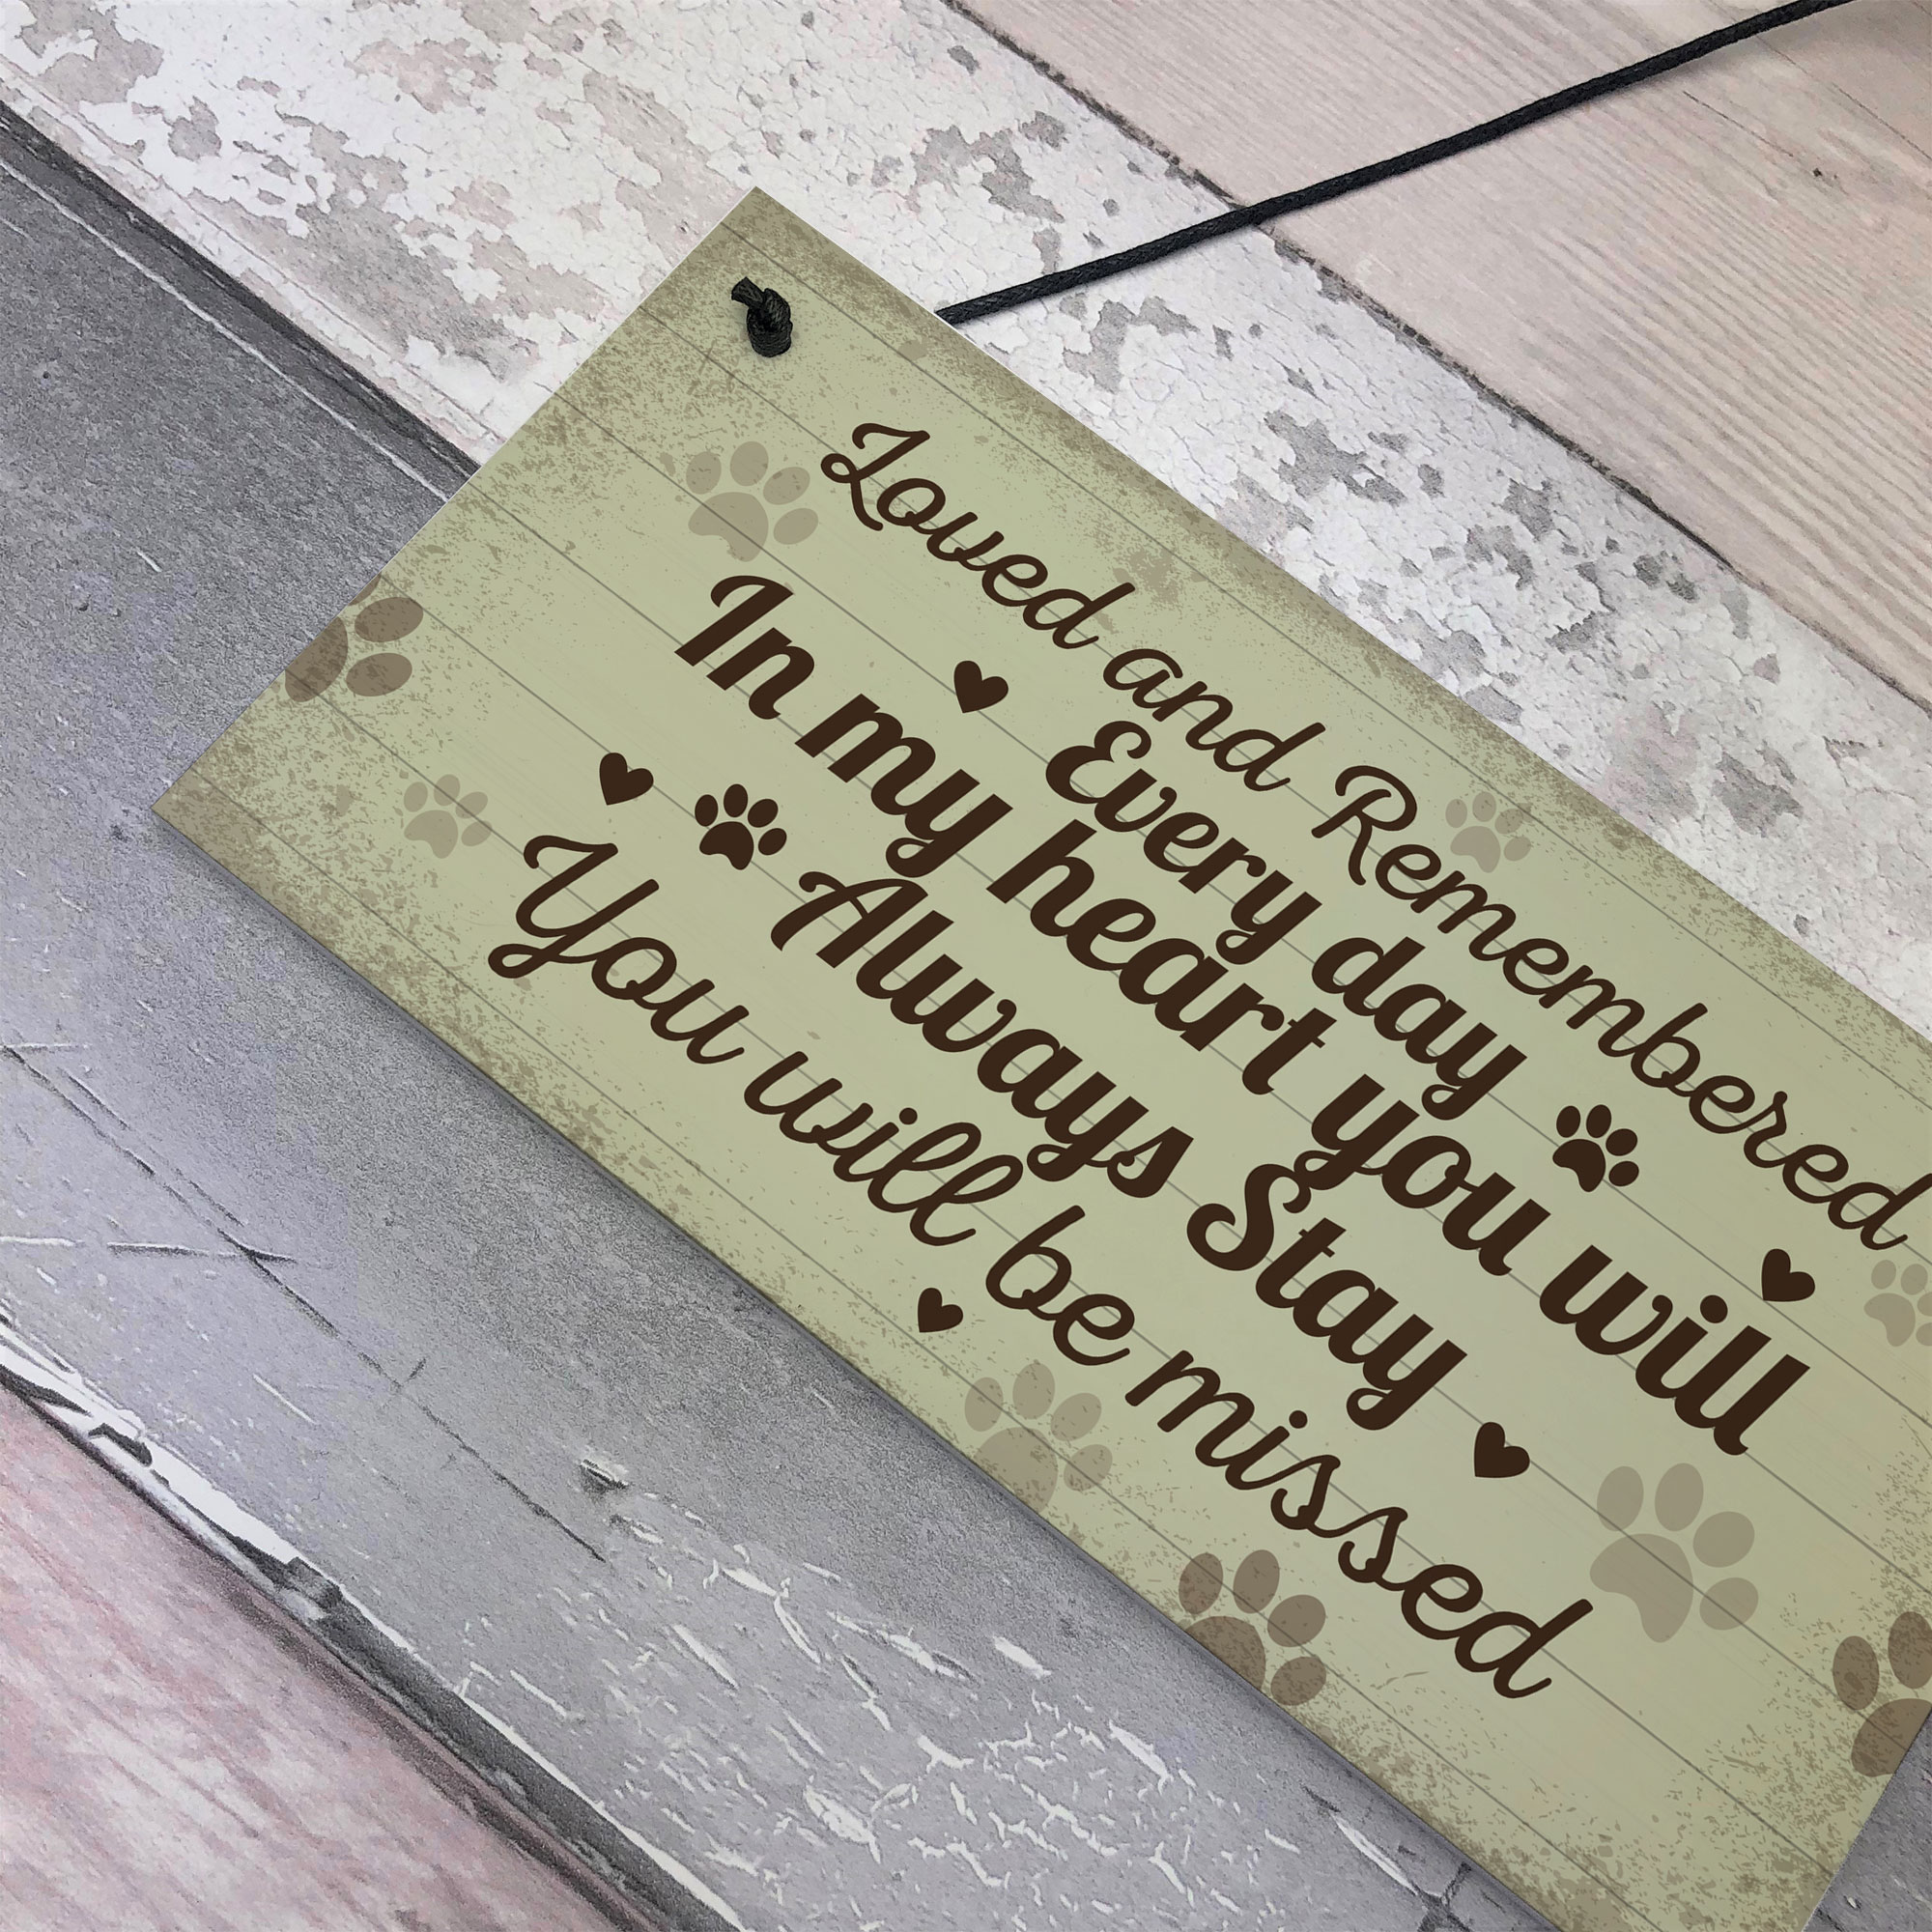 Loved and Remembered
Every day
In my heart you will
Always Stay
You will be missed